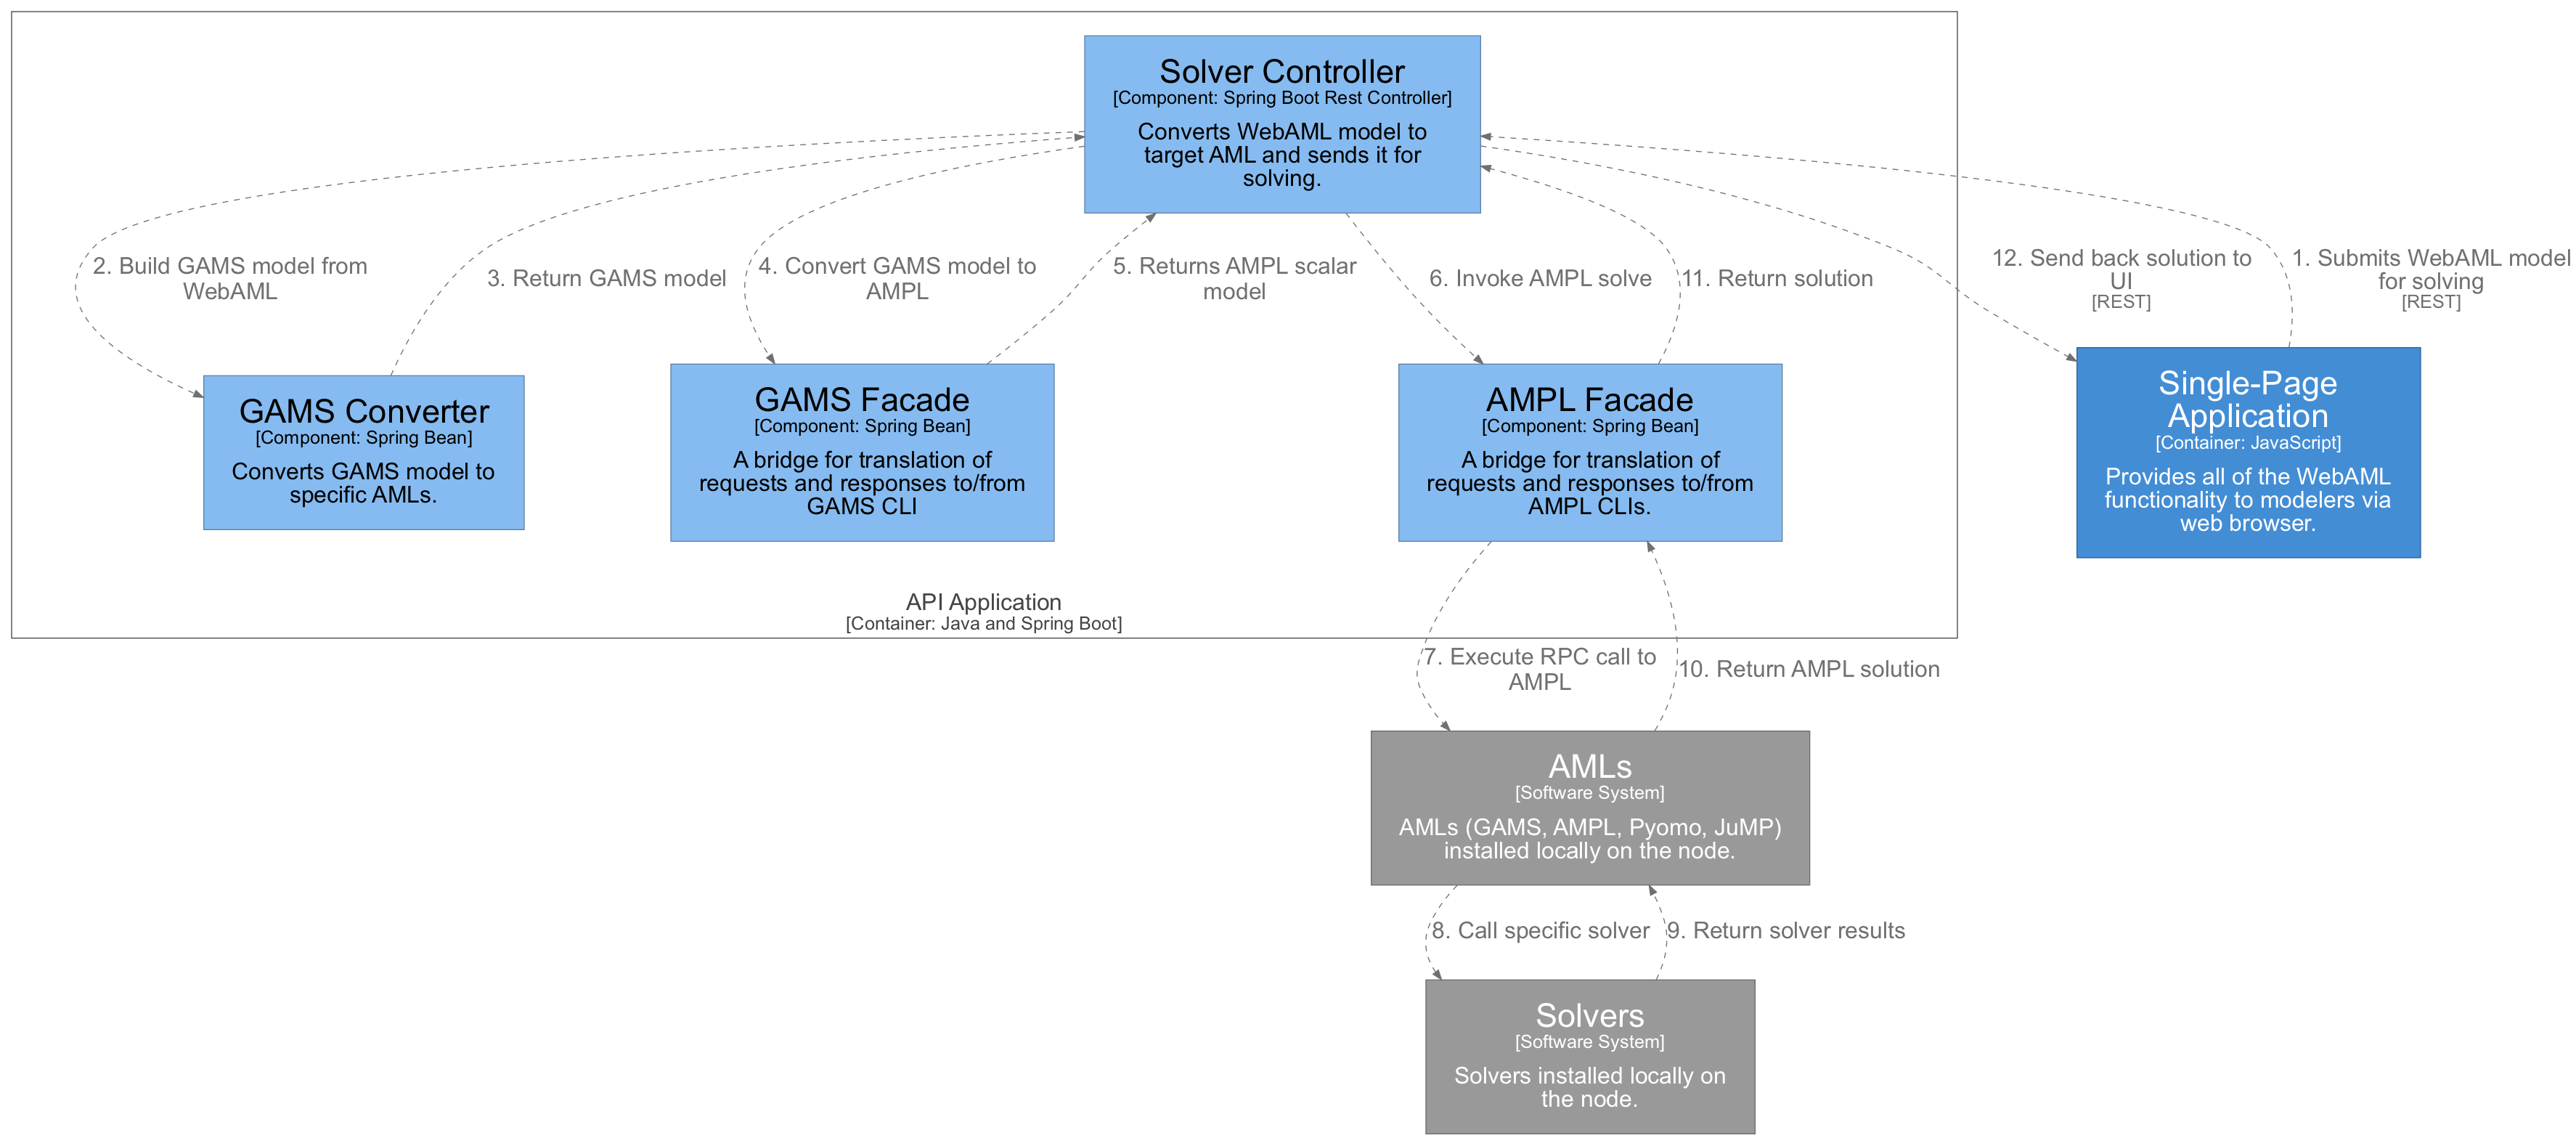 Solver Controller
[Component: Spring Boot Rest Controller]
Converts WebAML model to
target AML and sends it for
solving.
2. Build GAMS model from
WebAML
3. Return GAMS model
4. Convert GAMS model to
AMPL
5. Returns AMPL scalar
model
6. Invoke AMPL solve
11. Return solution
12. Send back solution to
UI
[REST]
1. Submits WebAML model
for solving
[REST]
GAMS Converter
[Component: Spring Bean]
Converts GAMS model to
specific AMLs.
GAMS Facade
[Component: Spring Bean]
A bridge for translation of
requests and responses to/from
GAMS CLI
AMPL Facade
[Component: Spring Bean]
A bridge for translation of
requests and responses to/from
AMPL CLIs.
Single-Page
Application
[Container: JavaScript]
Provides all of the WebAML
functionality to modelers via
web browser.
API Application
[Container: Java and Spring Boot]
7. Execute RPC call to
AMPL
10. Return AMPL solution
AMLs
[Software System]
AMLs (GAMS, AMPL, Pyomo, JuMP)
installed locally on the node.
8. Call specific solver
9. Return solver results
Solvers
[Software System]
Solvers installed locally on
the node.